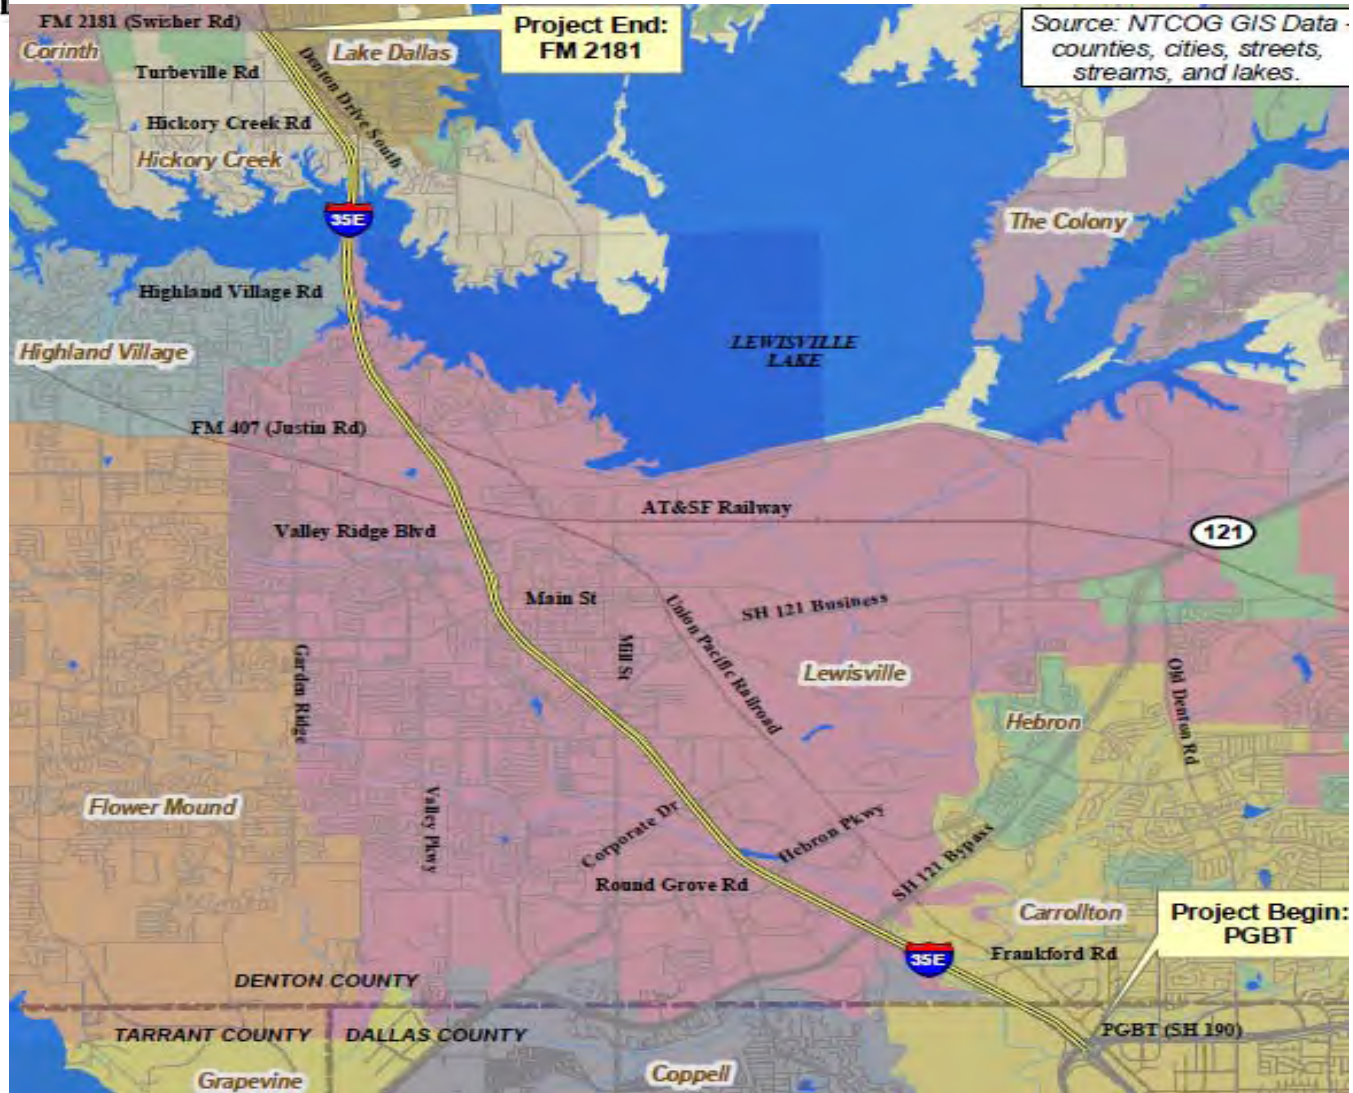 FM 2181 (Swisher Rd)
Project End:
FM 2181
Source: NTCOG GIS Data -
counties, cities, streets,
streams, and lakes.
Corinth
Lake Dallas
Turbeville Rd
Denton Drive South
Hickory Creek Rd
Hickory Creek
35E
The Colony
Highland Village Rd
Highland Village
LEWISVILLE
LAKE
FM 407 (Justin Rd)
AT&SF Railway
Valley Ridge Blvd
121
Main St
SH 121 Business
Union Pacific Railroad
Mill St
Garden Ridge
Lewisville
Old Denton Rd
Hebron
Flower Mound
Valley Pkwy
Corporate Dr
Hebron Pkwy
SH 121 Bypass
Round Grove Rd
Carrollton
Project Begin:
PGBT
35E
Frankford Rd
DENTON COUNTY
TARRANT COUNTY
DALLAS COUNTY
PGBT (SH 190)
Grapevine
Coppell